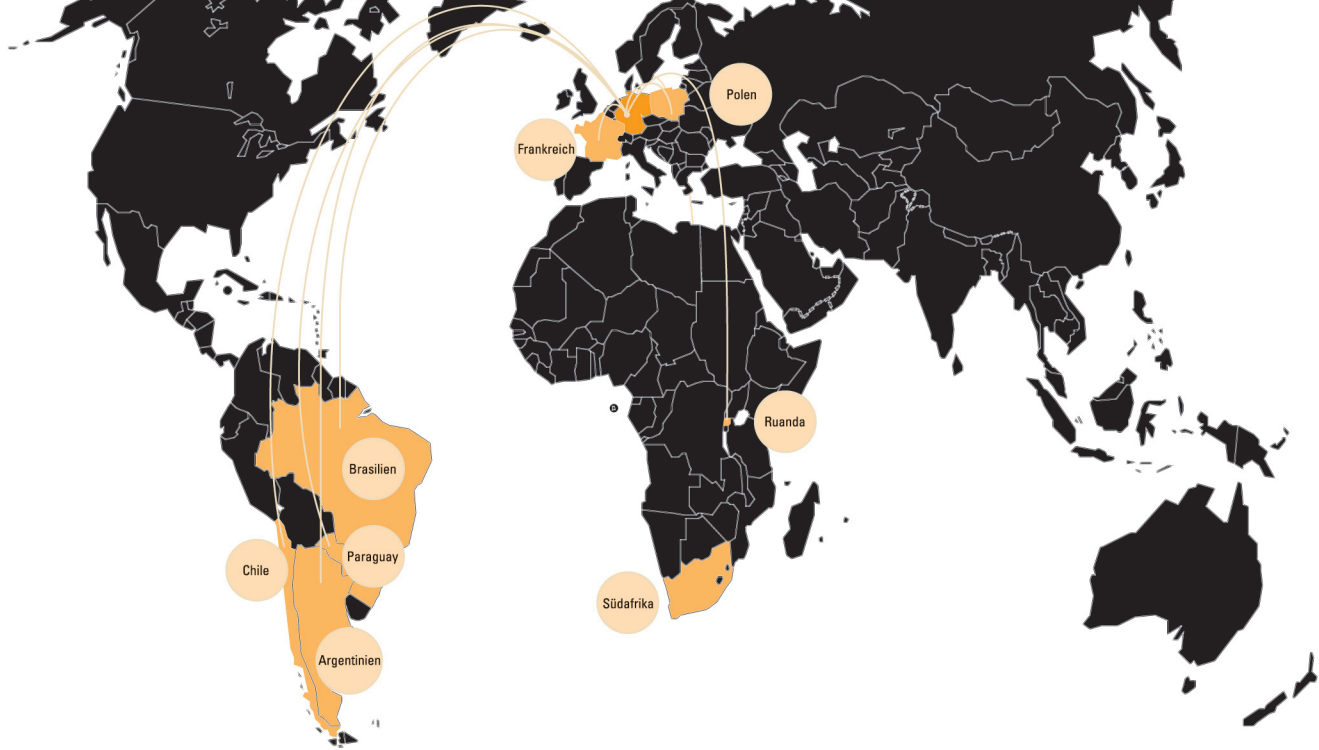 Polen
Frankreich
Ruanda
Brasilien
Paraguay
Chile
Südafrika
Argentinien